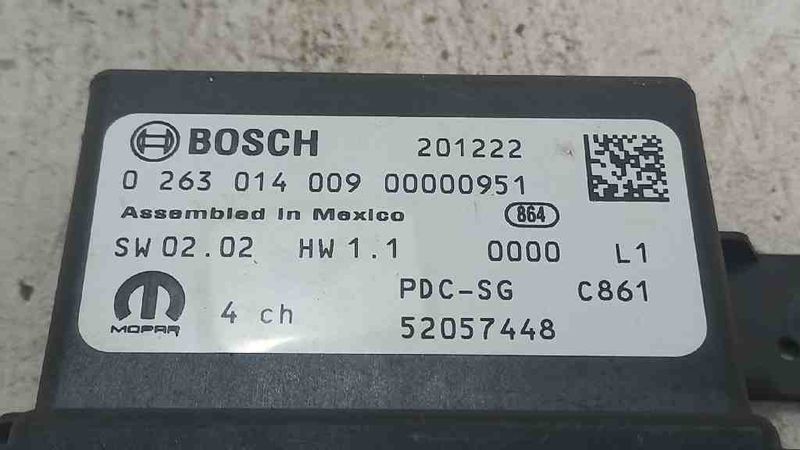 BOSCH 201222
0 263 014 009 00000951
Assembled in Mexico 864
SW 02.02 HW 1.1 0000 L1
PDC-SG C861
MOPAR 4 ch 52057448